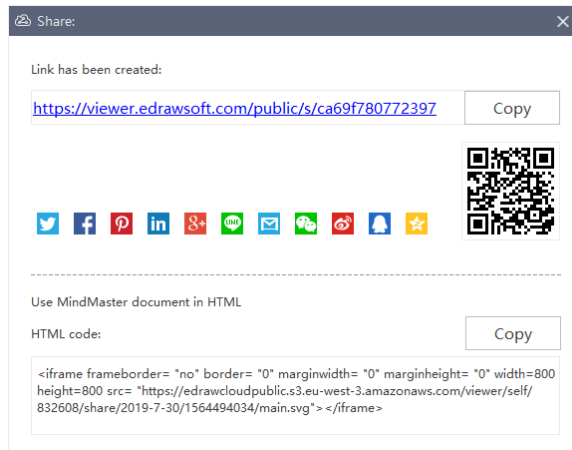 Share:
Link has been created:
https://viewer.edrawsoft.com/public/s/ca69f780772397
Copy
Use MindMaster document in HTML
HTML code:
Copy
<iframe frameborder= "no" border= "0" marginwidth= "0" marginheight= "0" width=800
height=800 src= "https://edrawcloudpublic.s3.eu-west-3.amazonaws.com/viewer/self/
832608/share/2019-7-30/1564494034/main.svg"></iframe>